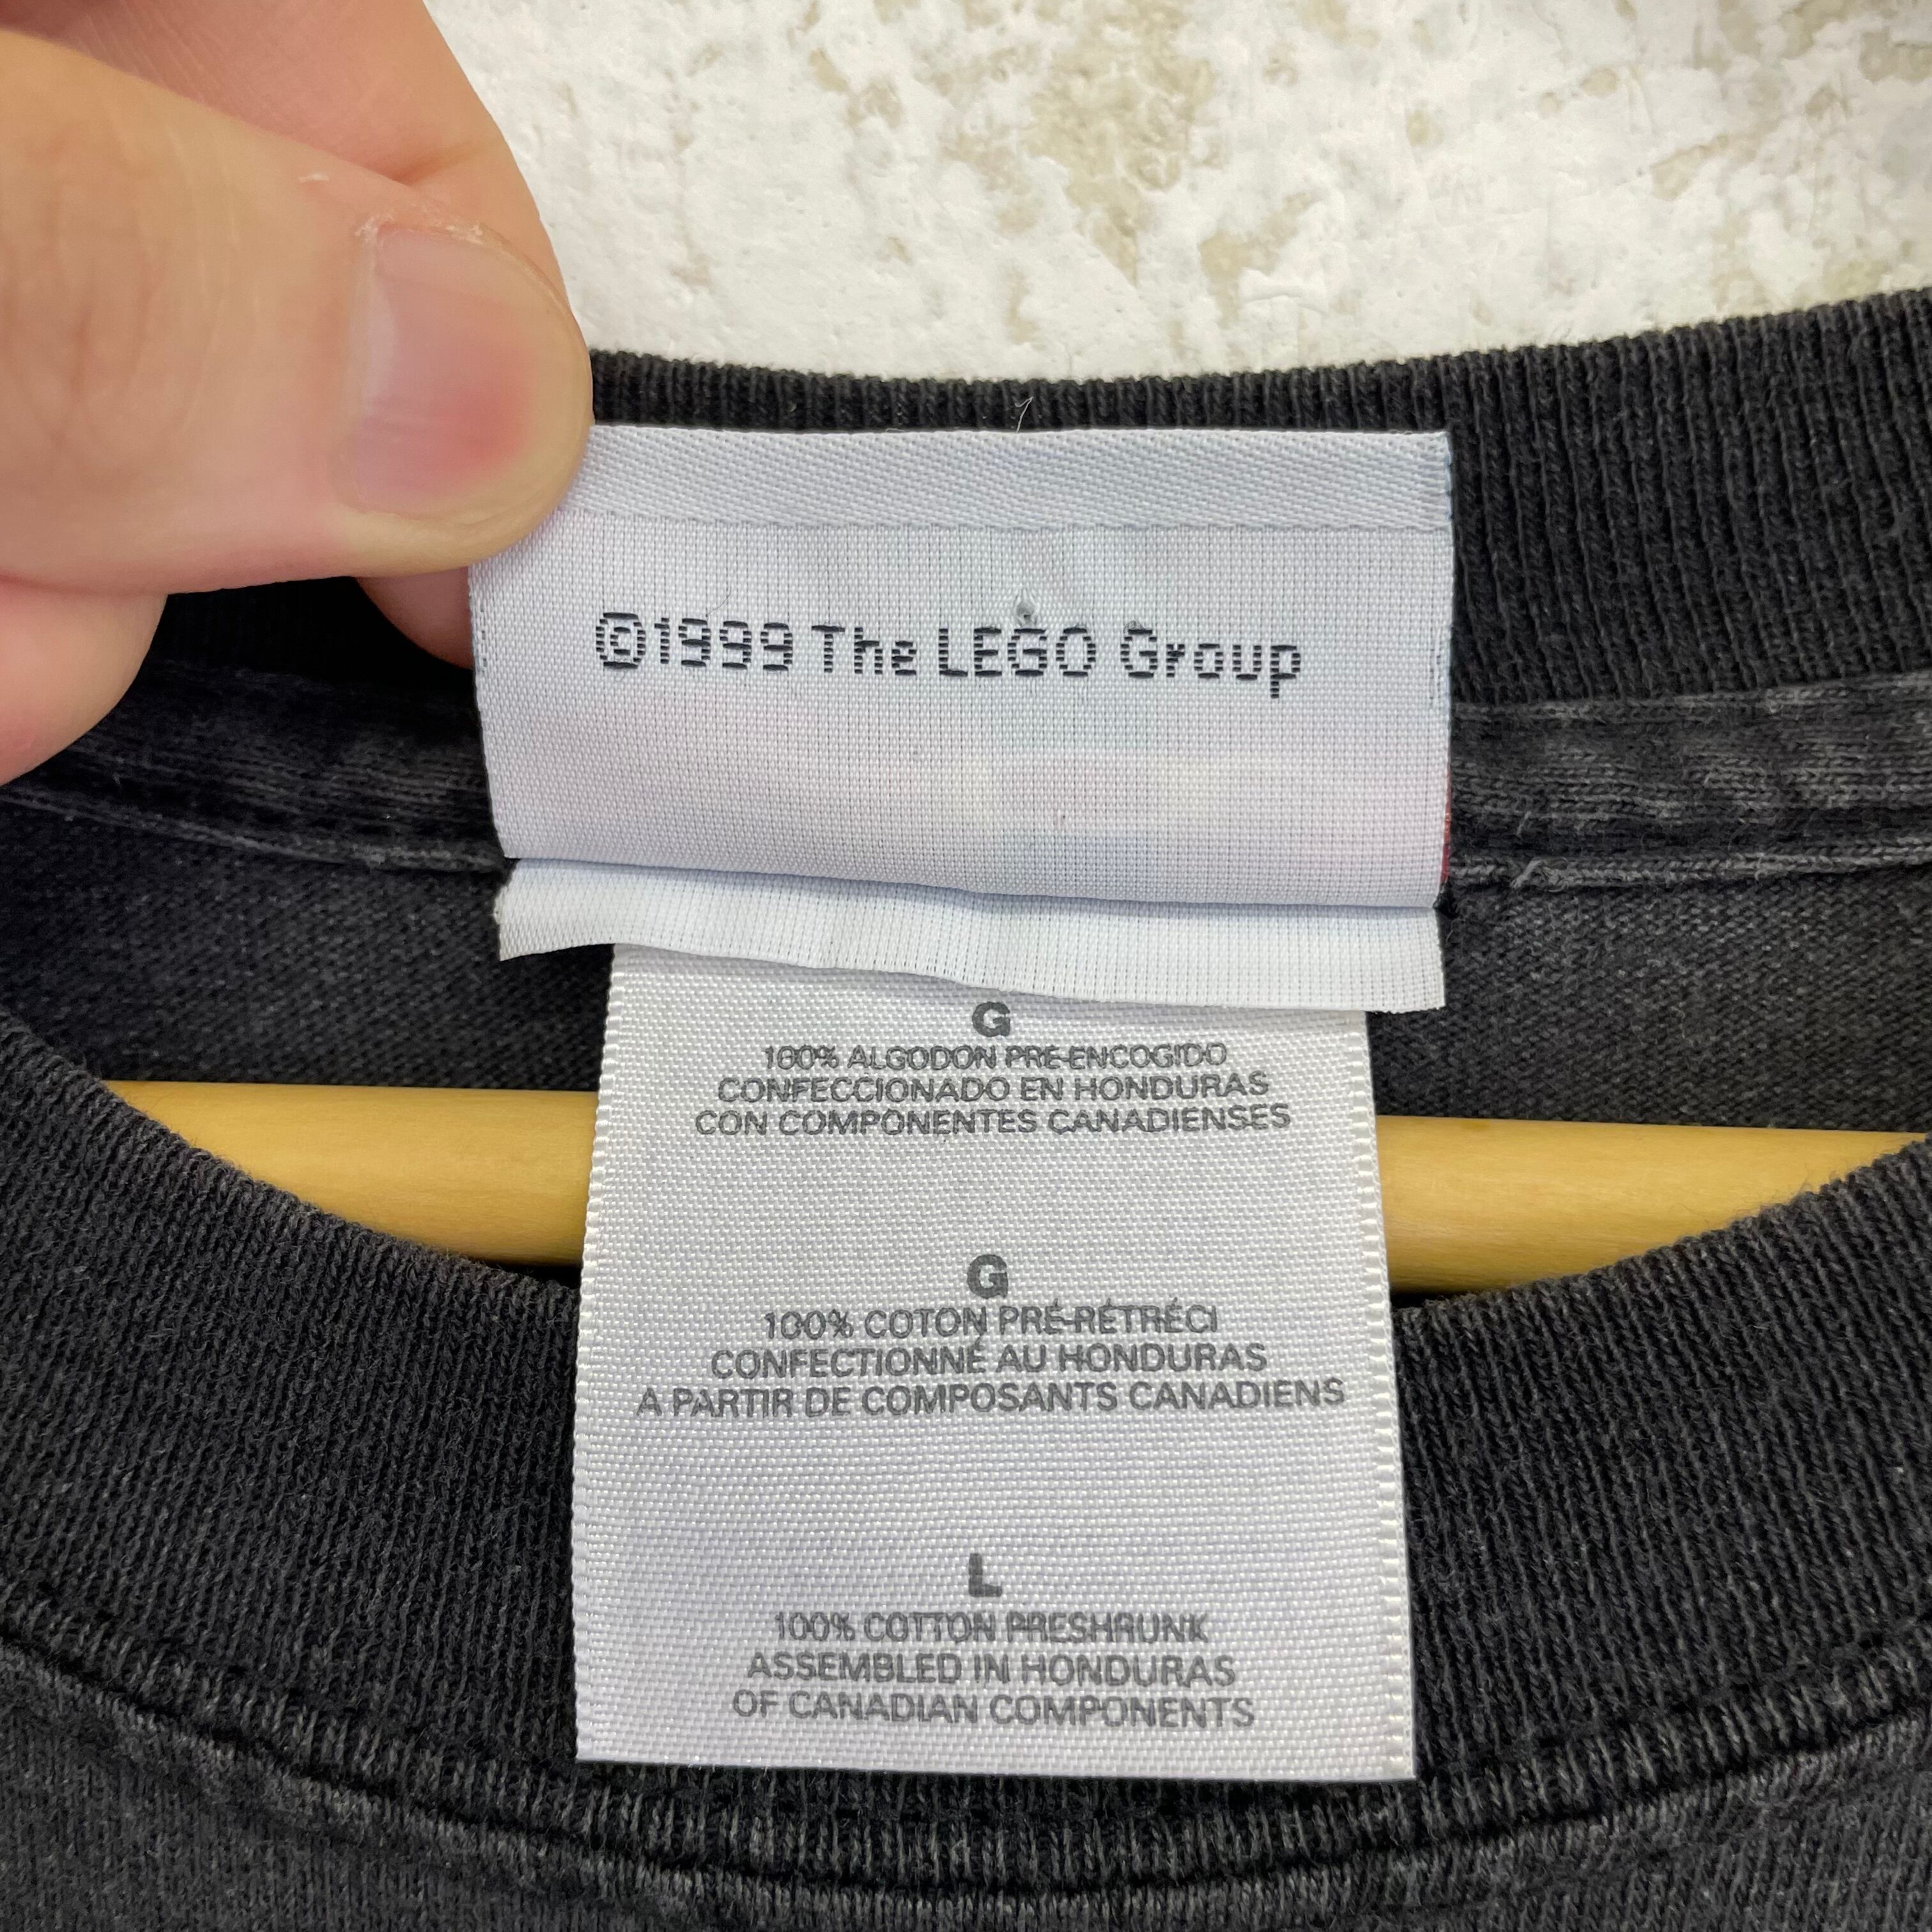 ©1999 The LEGO Group
G
100% ALGODON PRE-ENCOGIDO
CONFECCIONADO EN HONDURAS
CON COMPONENTES CANADIENSES
G
100% COTON PRÉ-RÉTRÉCI
CONFECTIONNÉ AU HONDURAS
A PARTIR DE COMPOSANTS CANADIENS
L
100% COTTON PRESHRUNK
ASSEMBLED IN HONDURAS
OF CANADIAN COMPONENTS